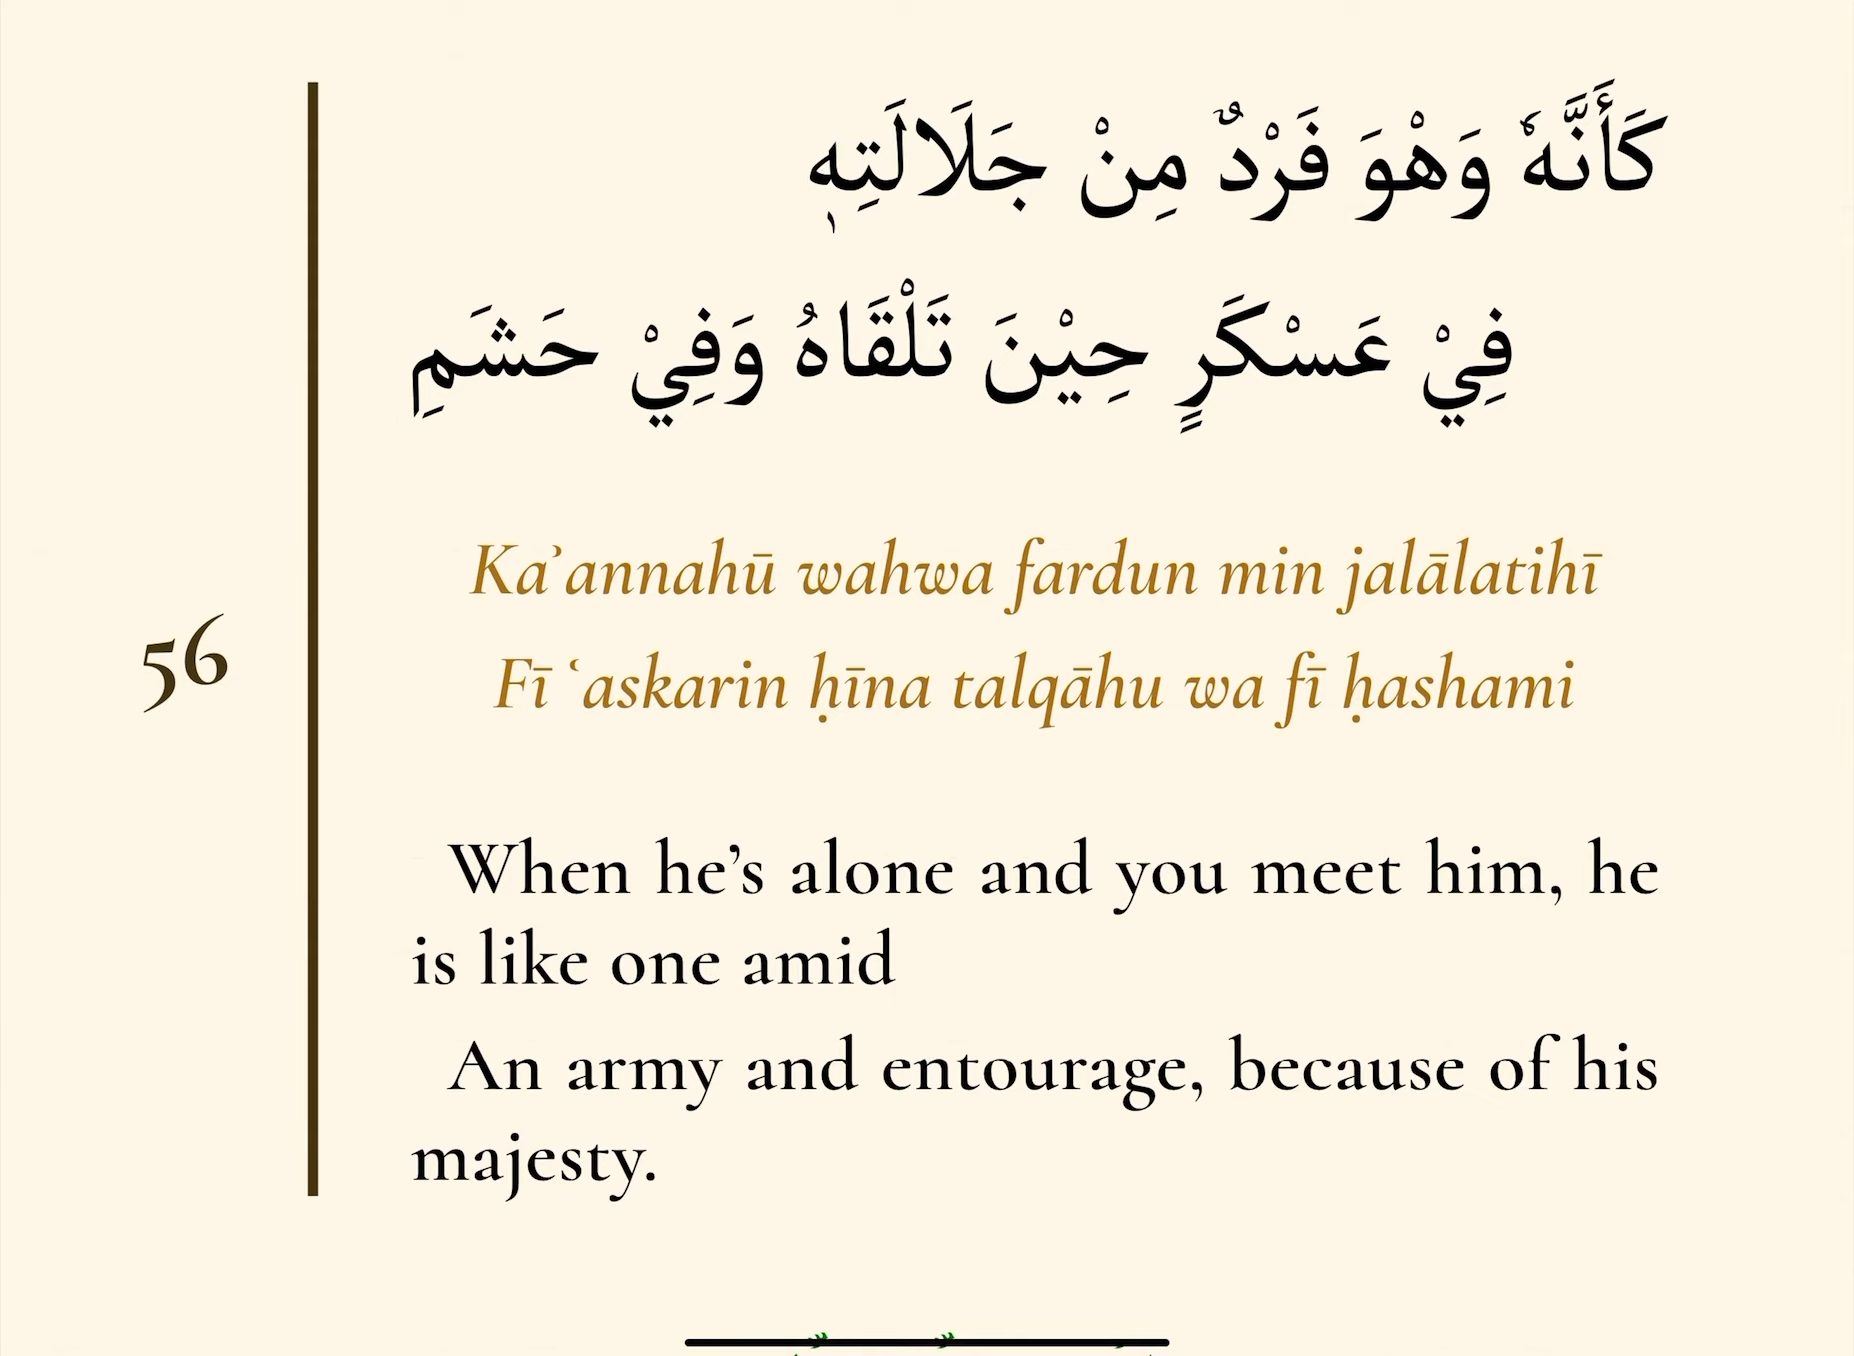 كَأَنَّهٗ وَهْوَ فَرْدٌ مِنْ جَلَالَتِهٖ
فِيْ عَسْكَرٍ حِيْنَ تَلْقَاهُ وَفِيْ حَشَمِ
Kaʾannahū wahwa fardun min jalālatihī
56
Fī ʿaskarin ḥīna talqāhu wa fī ḥashami
When he’s alone and you meet him, he
is like one amid
An army and entourage, because of his
majesty.